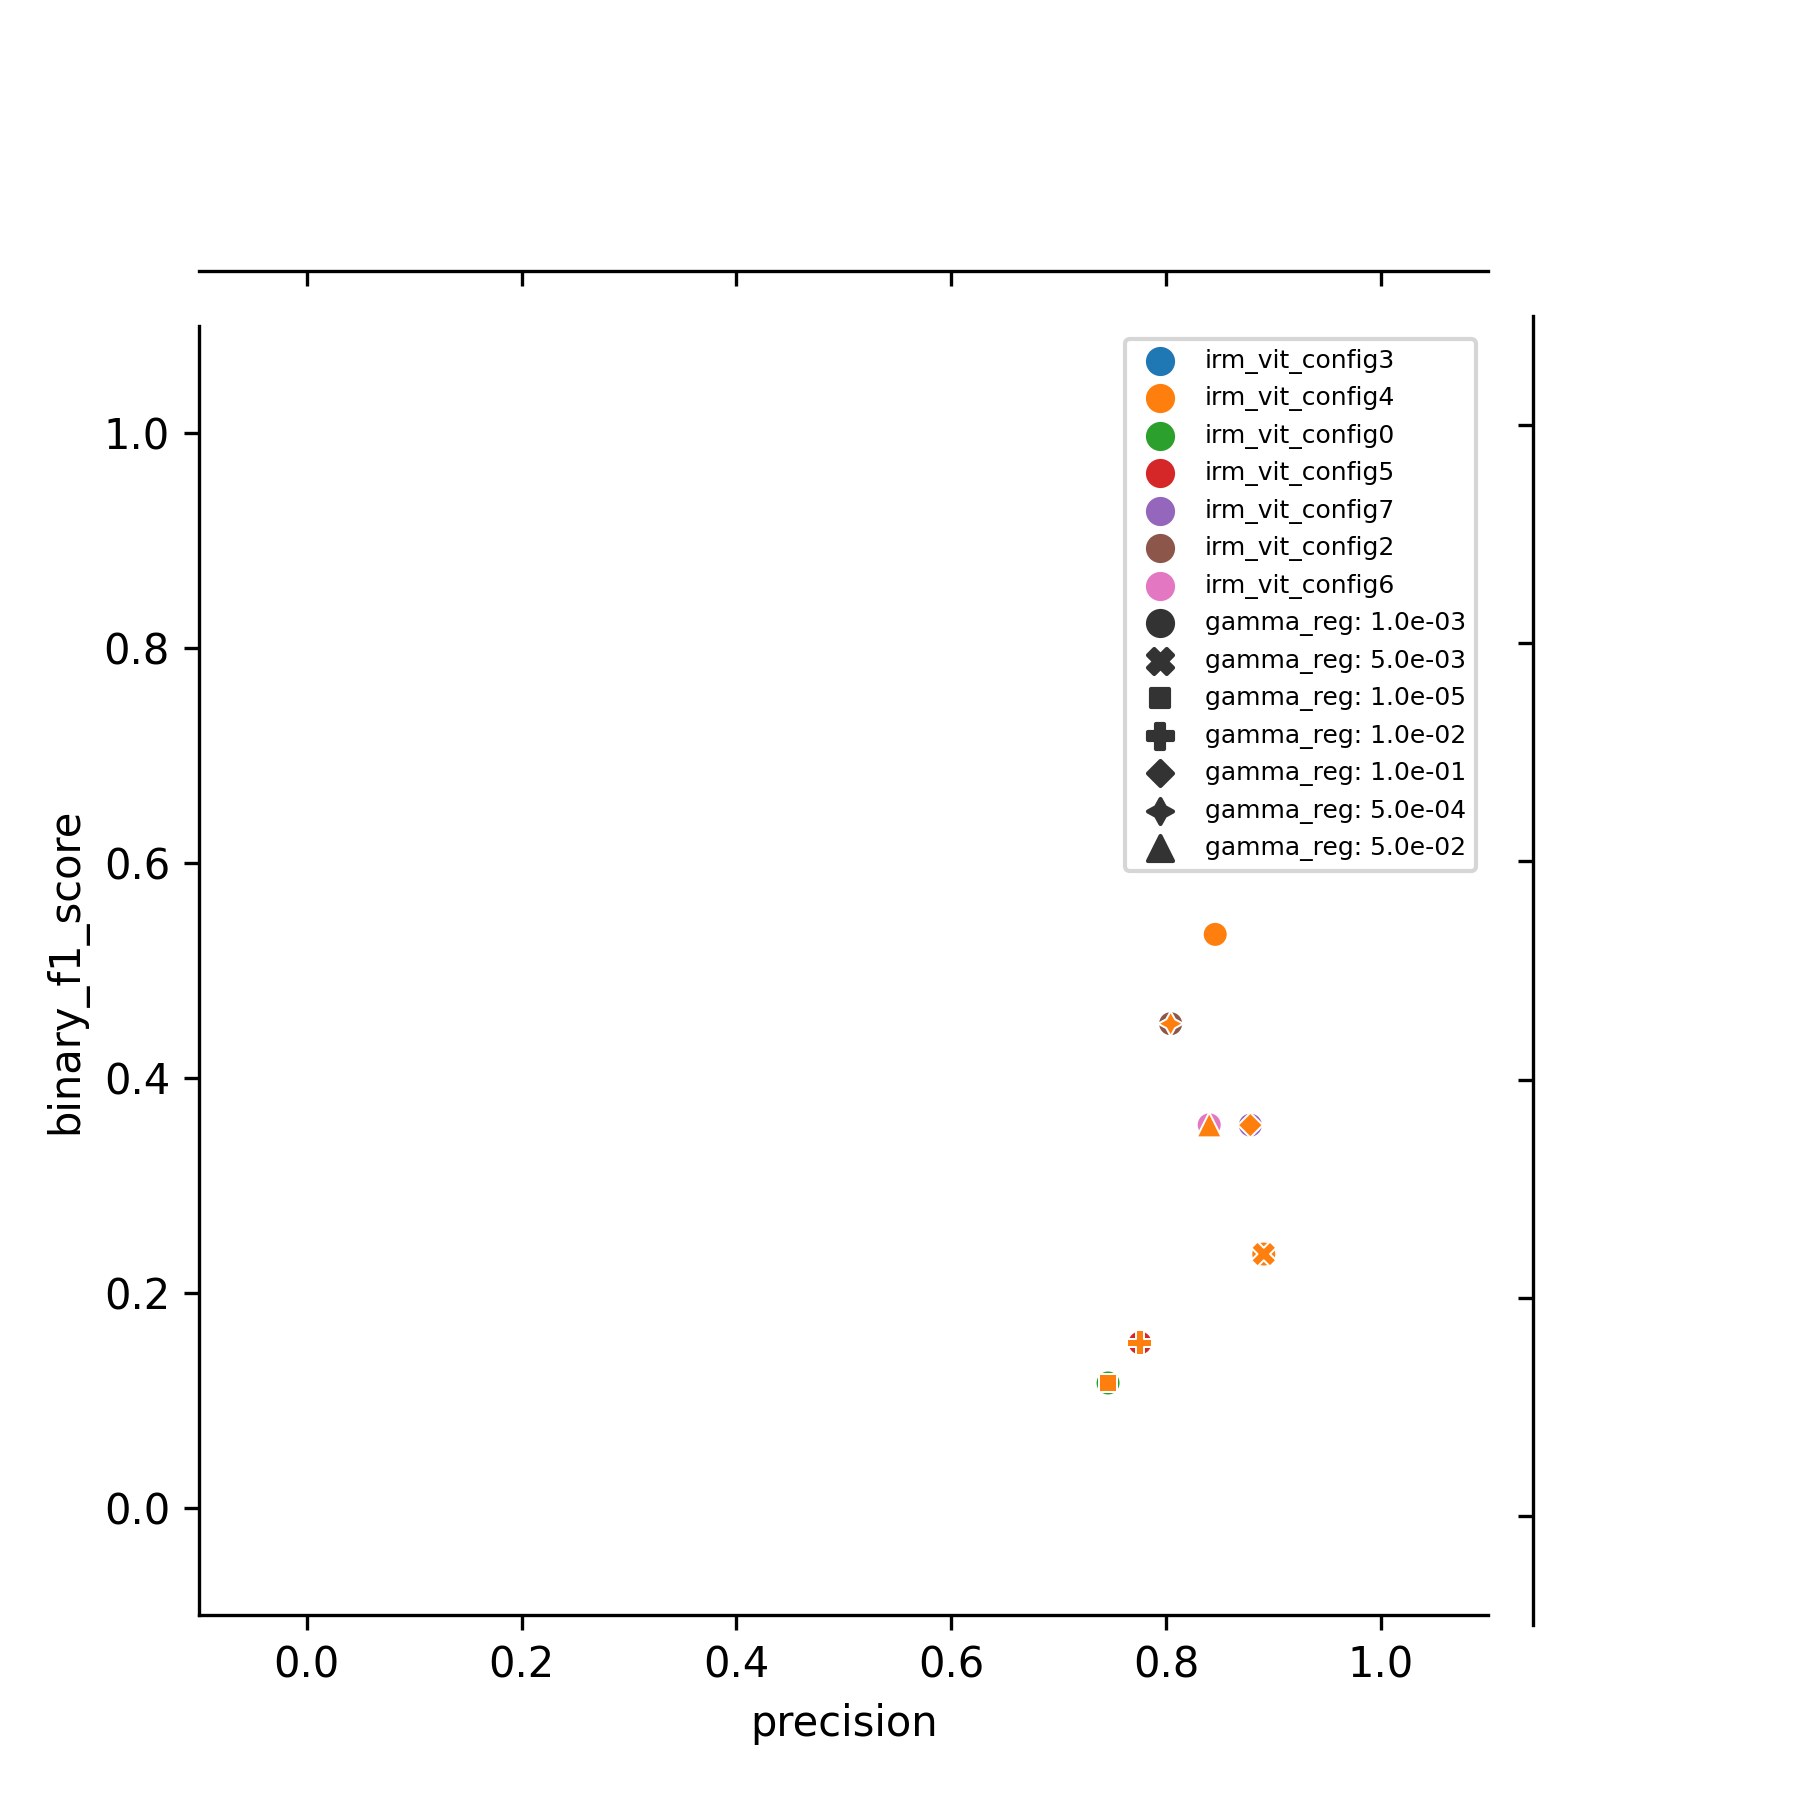 irm_vit_config3
irm_vit_config4
irm_vit_config0
irm_vit_config5
irm_vit_config7
irm_vit_config2
irm_vit_config6
gamma_reg: 1.0e-03
gamma_reg: 5.0e-03
gamma_reg: 1.0e-05
gamma_reg: 1.0e-02
gamma_reg: 1.0e-01
gamma_reg: 5.0e-04
gamma_reg: 5.0e-02
1.0
0.8
0.6
0.4
0.2
0.0
binary_f1_score
0.0 0.2 0.4 0.6 0.8 1.0
precision